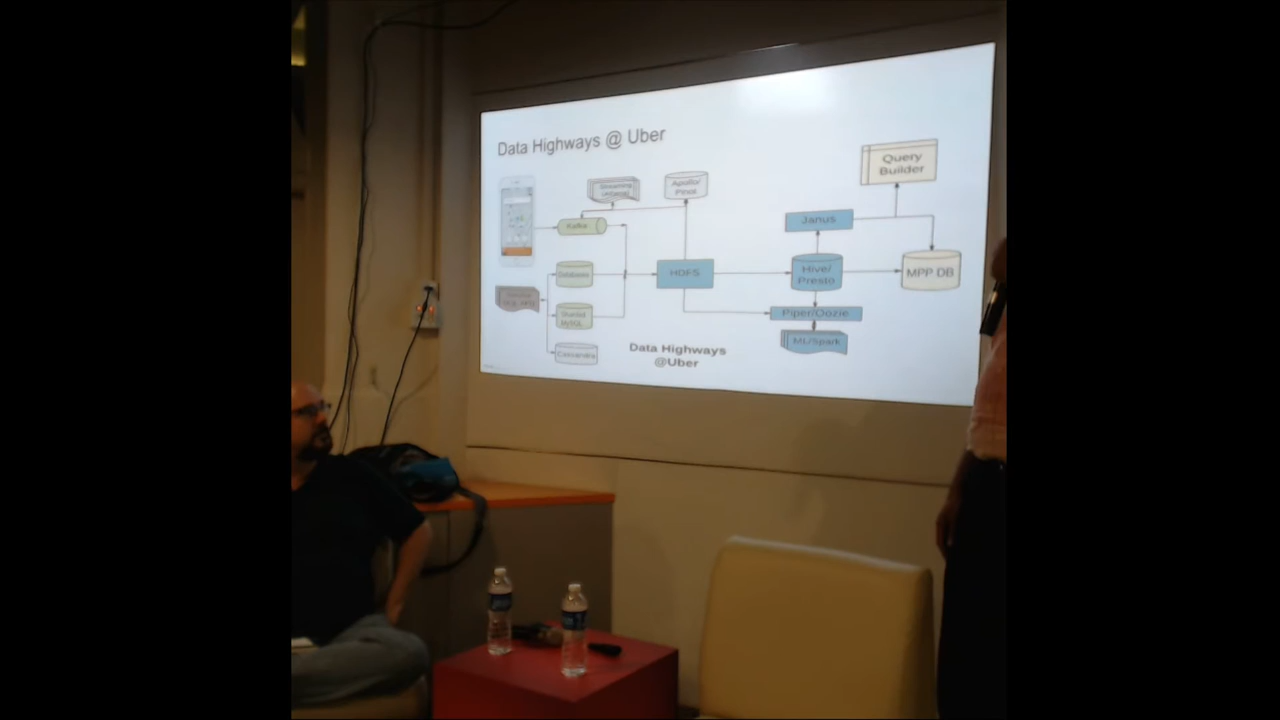 Data Highways @ Uber
Query
Builder
Streaming
Apollo/
Pinot
Kafka
Janus
HDFS
Hive/
Presto
MPP DB
Databases
Sharded
MySQL
Piper/Oozie
ML/Spark
Cassandra
Data Highways
@Uber